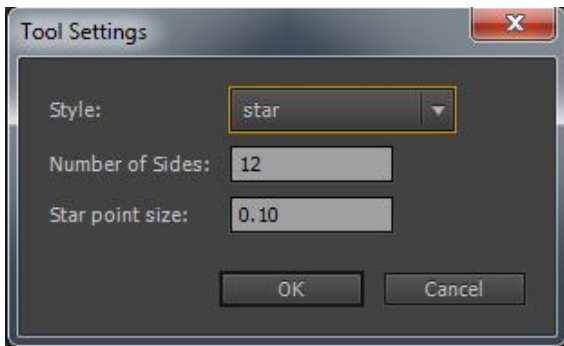 Tool Settings
Style: star
Number of Sides: 12
Star point size: 0.10
OK Cancel